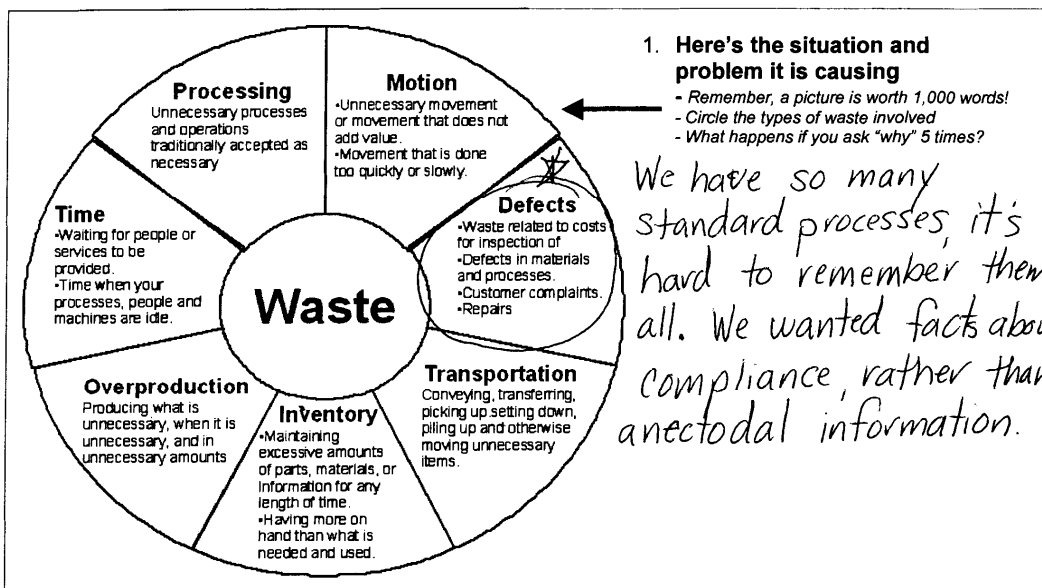 Processing
Unnecessary processes
and operations
traditionally accepted as
necessary
Motion
•Unnecessary movement
or movement that does not
add value.
•Movement that is done
too quickly or slowly.
Time
•Waiting for people or
services to be
provided.
•Time when your
processes, people and
machines are idle.
Waste
Defects
•Waste related to costs
for inspection of
•Defects in materials
and processes.
•Customer complaints.
•Repairs
Overproduction
Producing what is
unnecessary, when it is
unnecessary, and in
unnecessary amounts
Inventory
•Maintaining
excessive amounts
of parts, materials, or
information for any
length of time.
•Having more on
hand than what is
needed and used.
Transportation
Conveying, transferring,
picking up, setting down,
piling up and otherwise
moving unnecessary
items.
1. Here's the situation and
problem it is causing
- Remember, a picture is worth 1,000 words!
- Circle the types of waste involved
- What happens if you ask "why" 5 times?
We have so many
standard processes, it's
hard to remember them
all. We wanted facts abou
compliance, rather than
anectodal information.